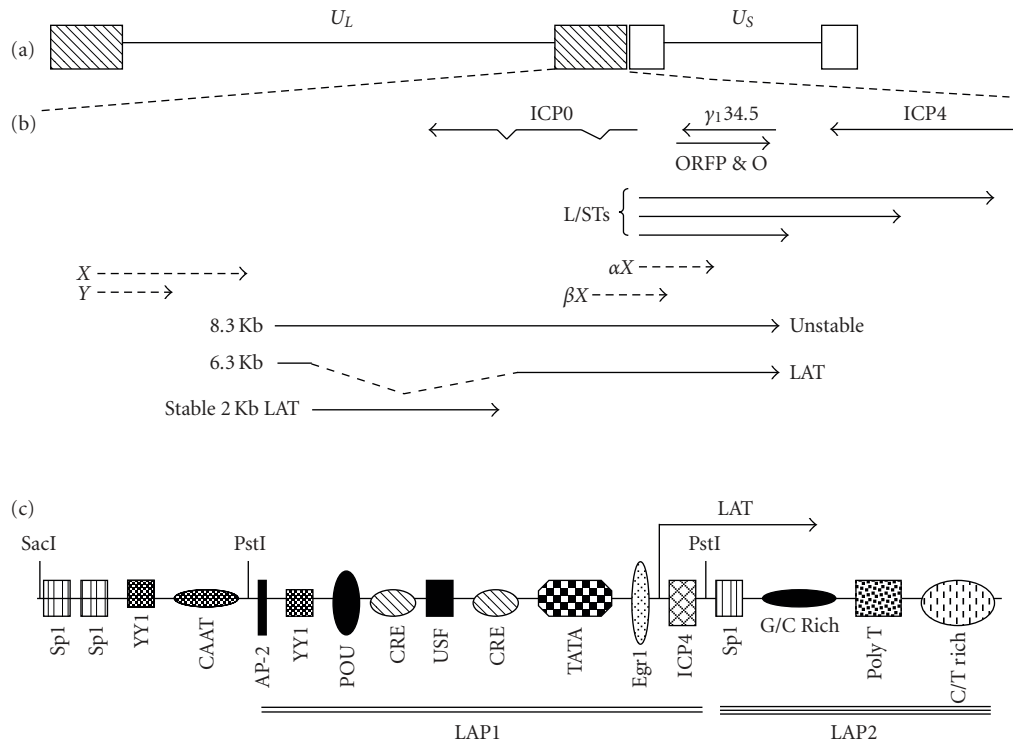 U_L
U_S
(a)
(b)
ICP0
γ₁34.5
ICP4
ORFP & O
L/STs
X
αX
Y
βX
8.3 Kb
Unstable
6.3 Kb
LAT
Stable 2 Kb LAT
(c)
LAT
SacI
PstI
PstI
Sp1
Sp1
YY1
CAAT
AP-2
YY1
POU
CRE
USF
CRE
TATA
Egr1
ICP4
Sp1
G/C Rich
Poly T
C/T rich
LAP1
LAP2